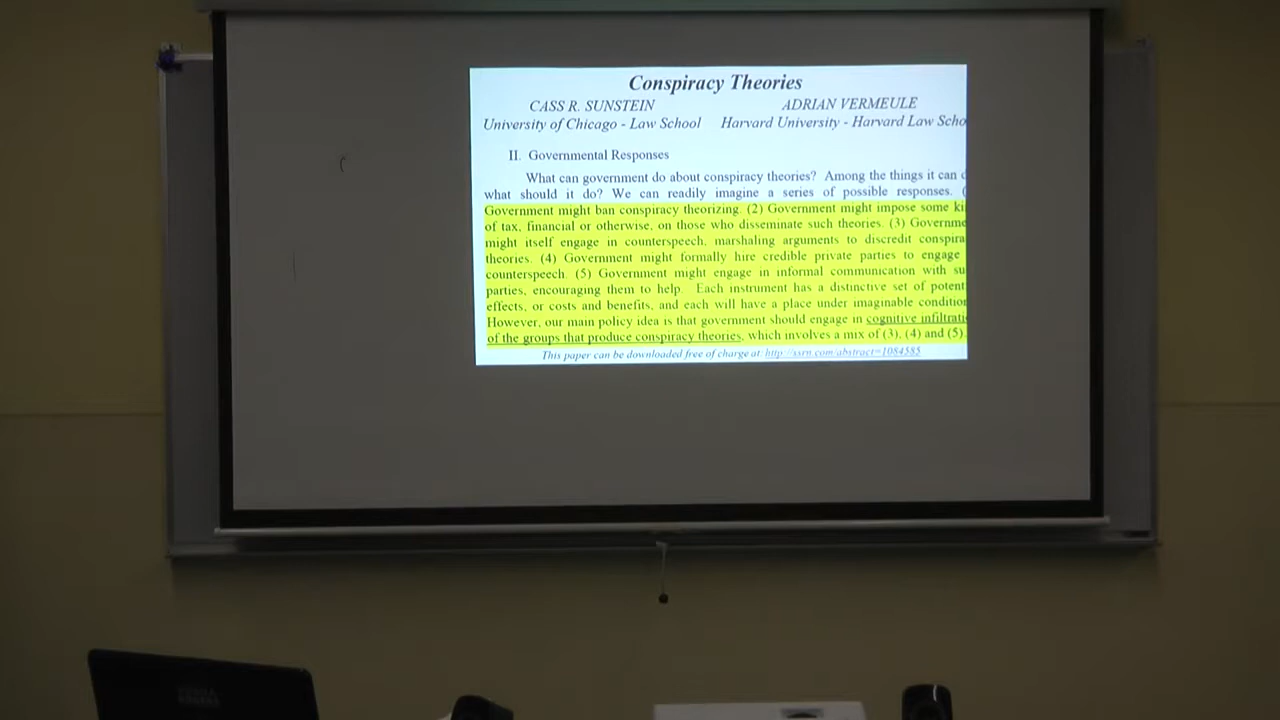 Conspiracy Theories
CASS R. SUNSTEIN ADRIAN VERMEULE
University of Chicago - Law School Harvard University - Harvard Law Scho
II. Governmental Responses
What can government do about conspiracy theories? Among the things it can
what should it do? We can readily imagine a series of possible responses. (
Government might ban conspiracy theorizing. (2) Government might impose some ki
of tax, financial or otherwise, on those who disseminate such theories. (3) Governme
might itself engage in counterspeech, marshaling arguments to discredit conspira
theories. (4) Government might formally hire credible private parties to engage
counterspeech. (5) Government might engage in informal communication with su
parties, encouraging them to help. Each instrument has a distinctive set of potent
effects, or costs and benefits, and each will have a place under imaginable condition
However, our main policy idea is that government should engage in cognitive infiltrati
of the groups that produce conspiracy theories, which involves a mix of (3), (4) and (5).
This paper can be downloaded free of charge at: http://ssrn.com/abstract=1084585